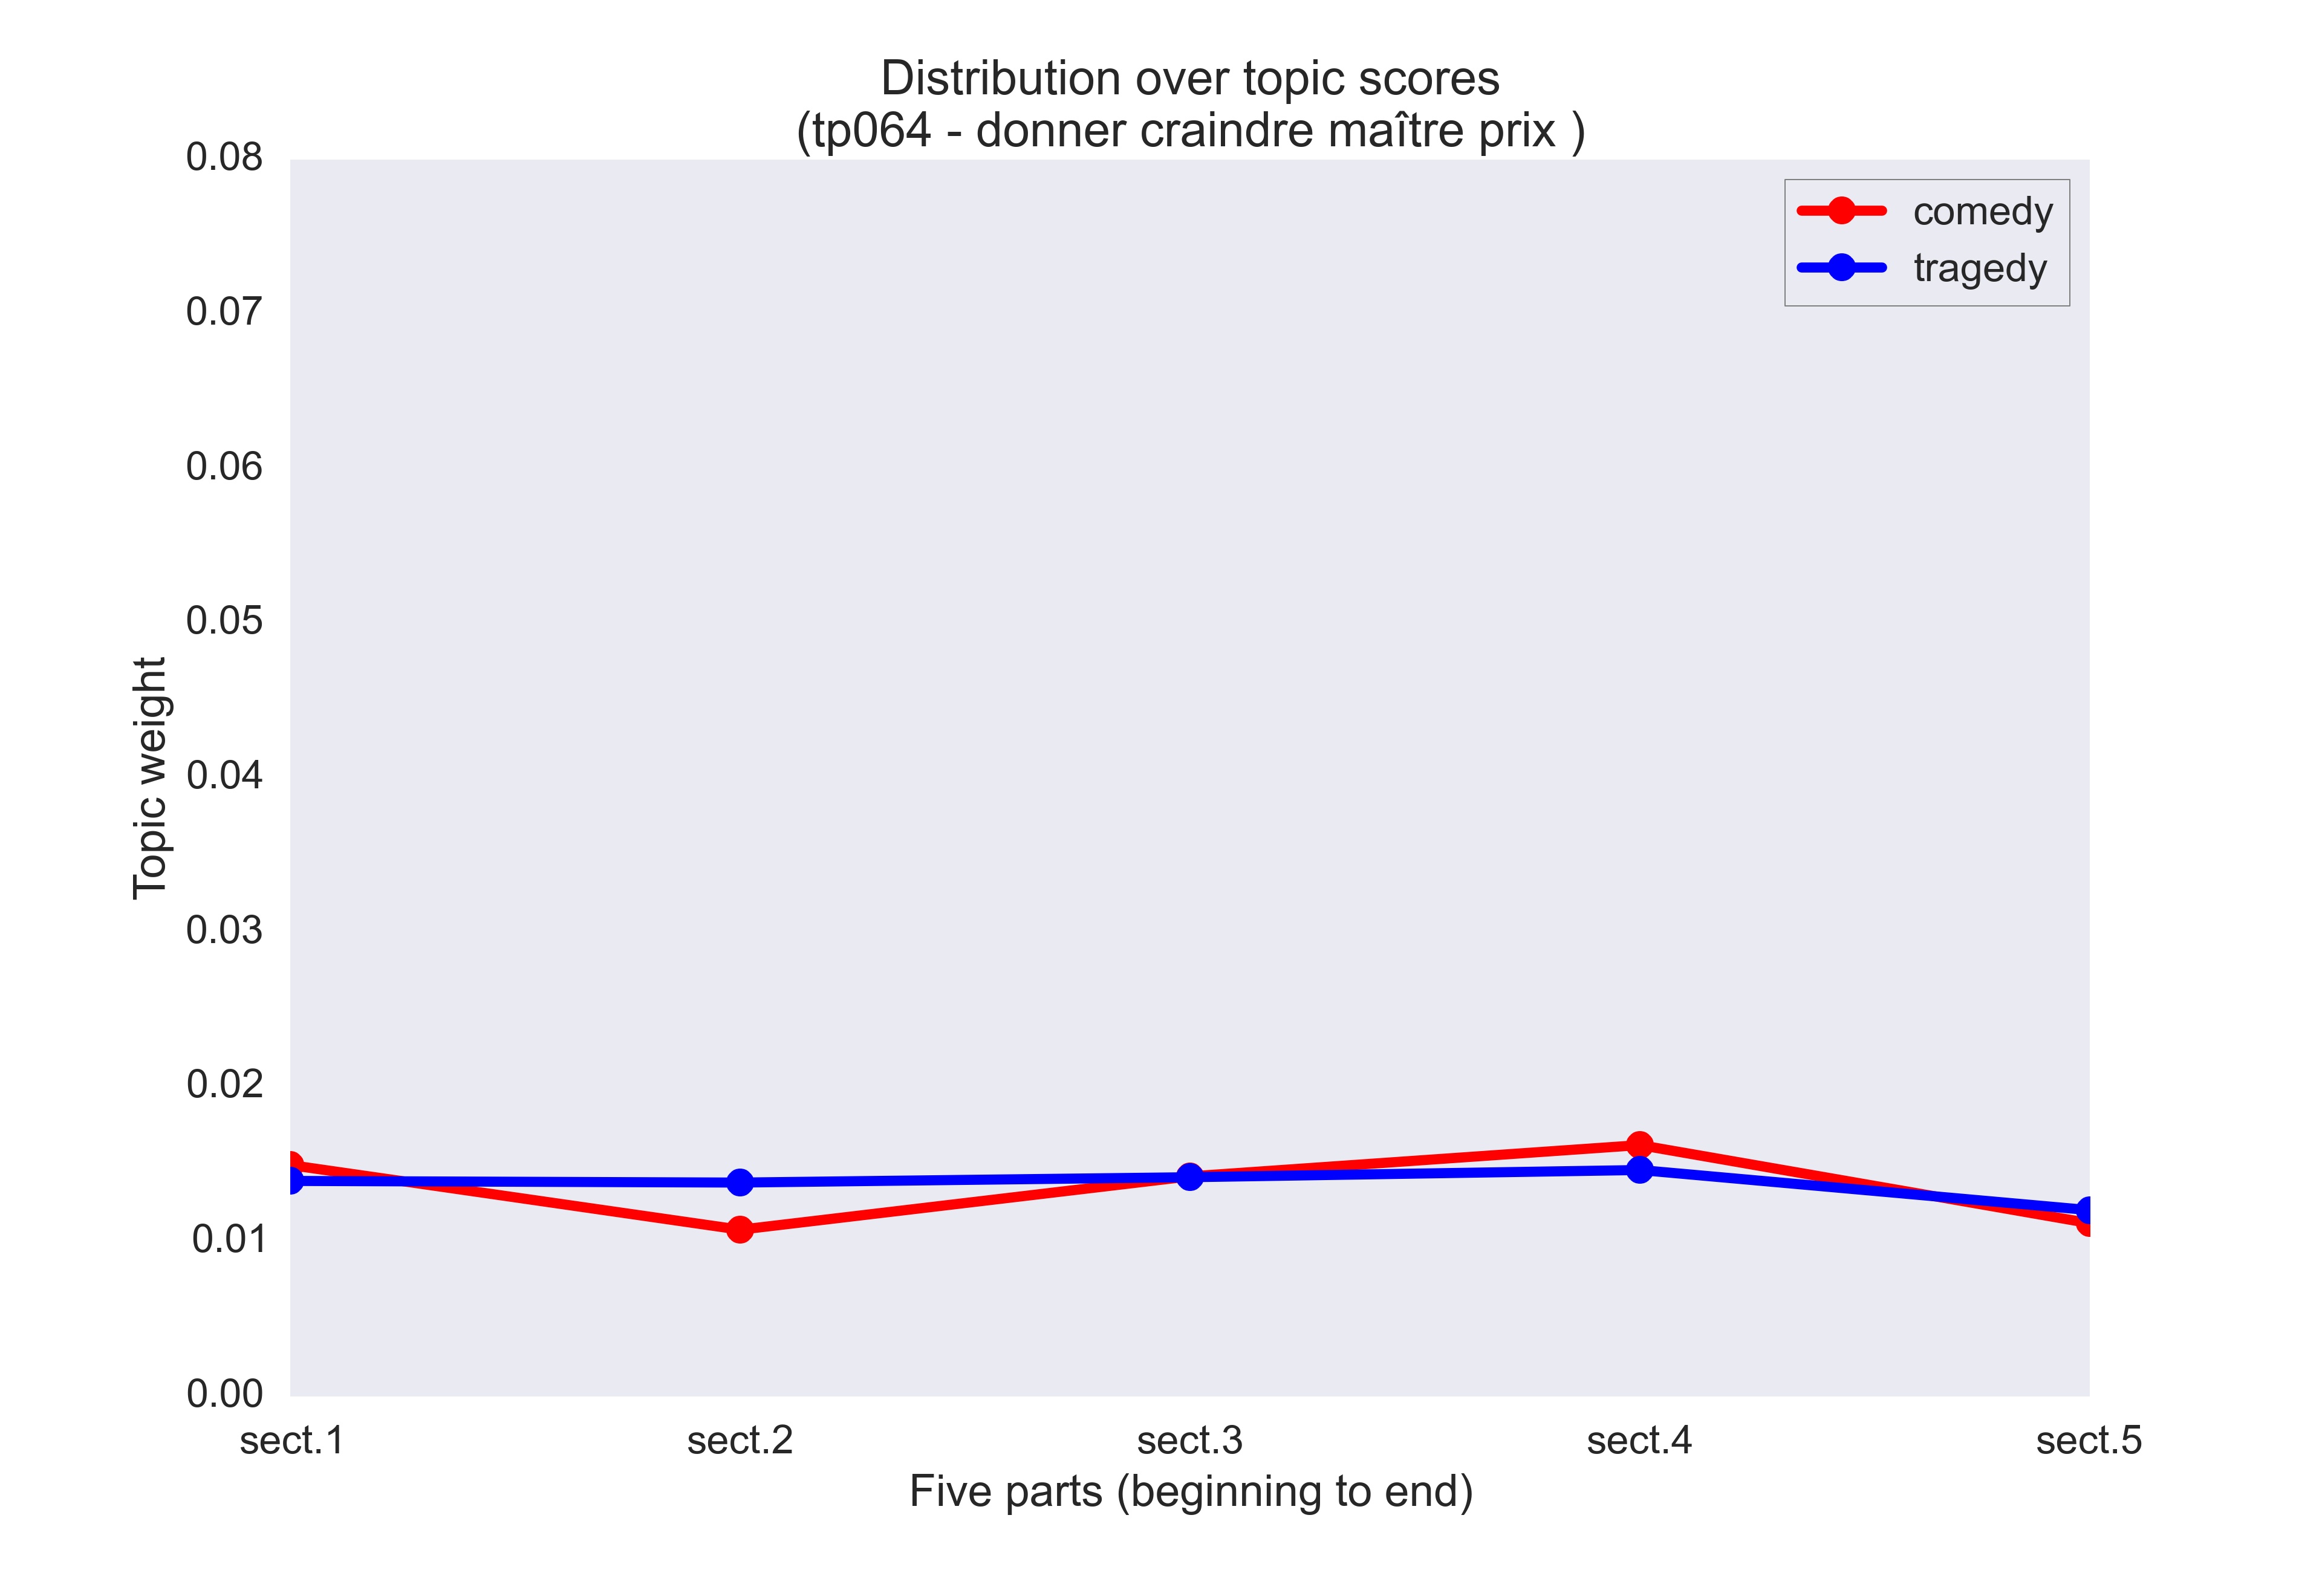 Distribution over topic scores
(tp064 - donner craindre maître prix )
0.08
0.07
0.06
0.05
0.04
0.03
0.02
0.01
0.00
Topic weight
comedy
tragedy
sect.1 sect.2 sect.3 sect.4 sect.5
Five parts (beginning to end)